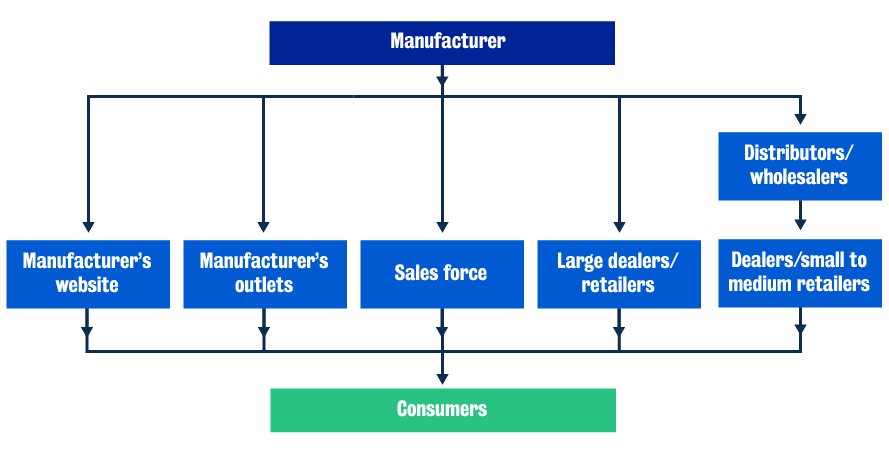 Manufacturer
Distributors/
wholesalers
Manufacturer’s
website
Manufacturer’s
outlets
Sales force
Large dealers/
retailers
Dealers/small to
medium retailers
Consumers